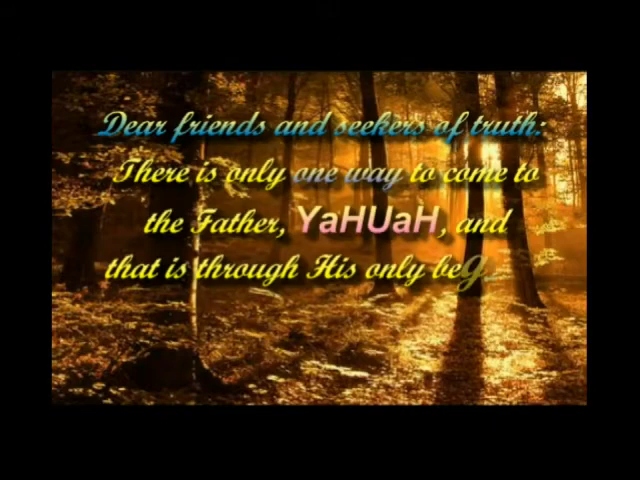 Dear friends and seekers of truth:
There is only one way to come to
the Father, YaHUaH, and
that is through His only beg